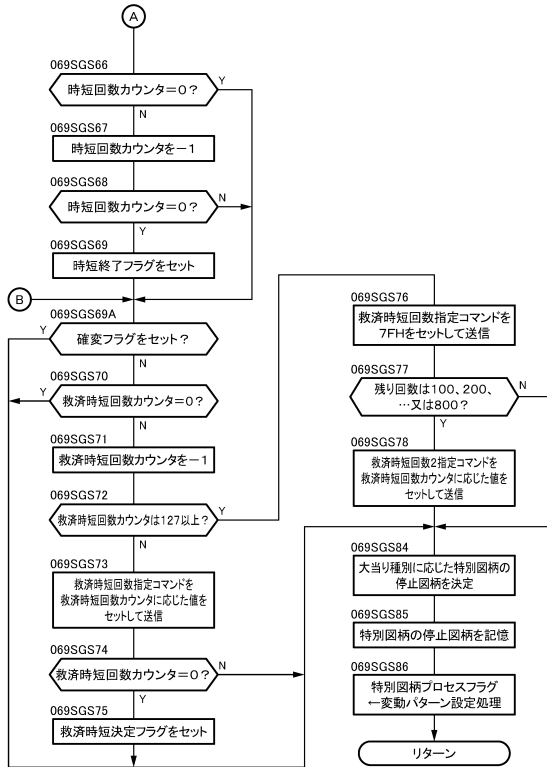 A
069SGS66
時短回数カウンタ=0?
Y
N
069SGS67
時短回数カウンタを−1
069SGS68
時短回数カウンタ=0?
N
Y
069SGS69
時短終了フラグをセット
B
069SGS69A
Y
確変フラグをセット?
N
069SGS70
Y
救済時短回数カウンタ=0?
N
069SGS71
救済時短回数カウンタを−1
069SGS72
救済時短回数カウンタは127以上?
Y
N
069SGS73
救済時短回数指定コマンドを
救済時短回数カウンタに応じた値を
セットして送信
069SGS74
救済時短回数カウンタ=0?
N
Y
069SGS75
救済時短決定フラグをセット
069SGS76
救済時短回数指定コマンドを
7FHをセットして送信
069SGS77
残り回数は100、200、
…又は800?
N
Y
069SGS78
救済時短回数2指定コマンドを
救済時短回数カウンタに応じた値を
セットして送信
069SGS84
大当り種別に応じた特別図柄の
停止図柄を決定
069SGS85
特別図柄の停止図柄を記憶
069SGS86
特別図柄プロセスフラグ
←変動パターン設定処理
リターン